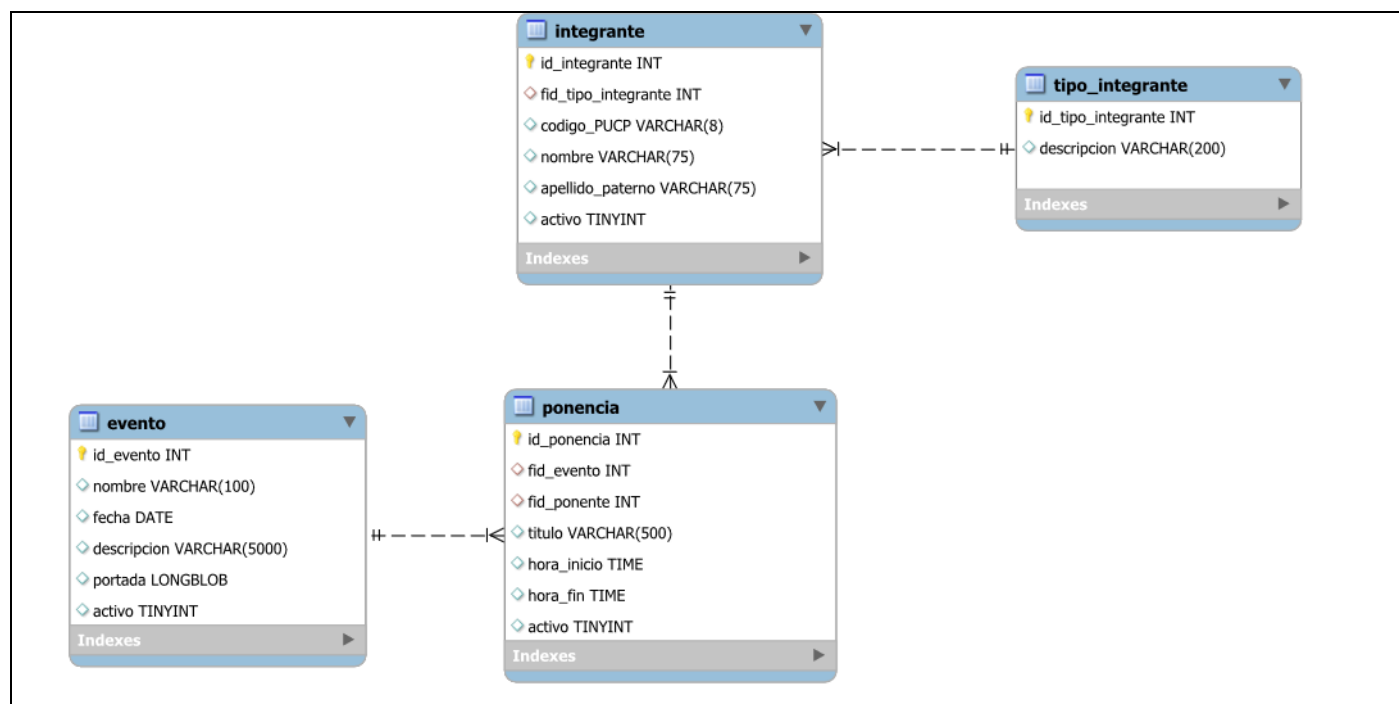 integrante
id_integrante INT
fid_tipo_integrante INT
codigo_PUCP VARCHAR(8)
nombre VARCHAR(75)
apellido_paterno VARCHAR(75)
activo TINYINT
Indexes
tipo_integrante
id_tipo_integrante INT
descripcion VARCHAR(200)
Indexes
evento
id_evento INT
nombre VARCHAR(100)
fecha DATE
descripcion VARCHAR(5000)
portada LONGBLOB
activo TINYINT
Indexes
ponencia
id_ponencia INT
fid_evento INT
fid_ponente INT
titulo VARCHAR(500)
hora_inicio TIME
hora_fin TIME
activo TINYINT
Indexes